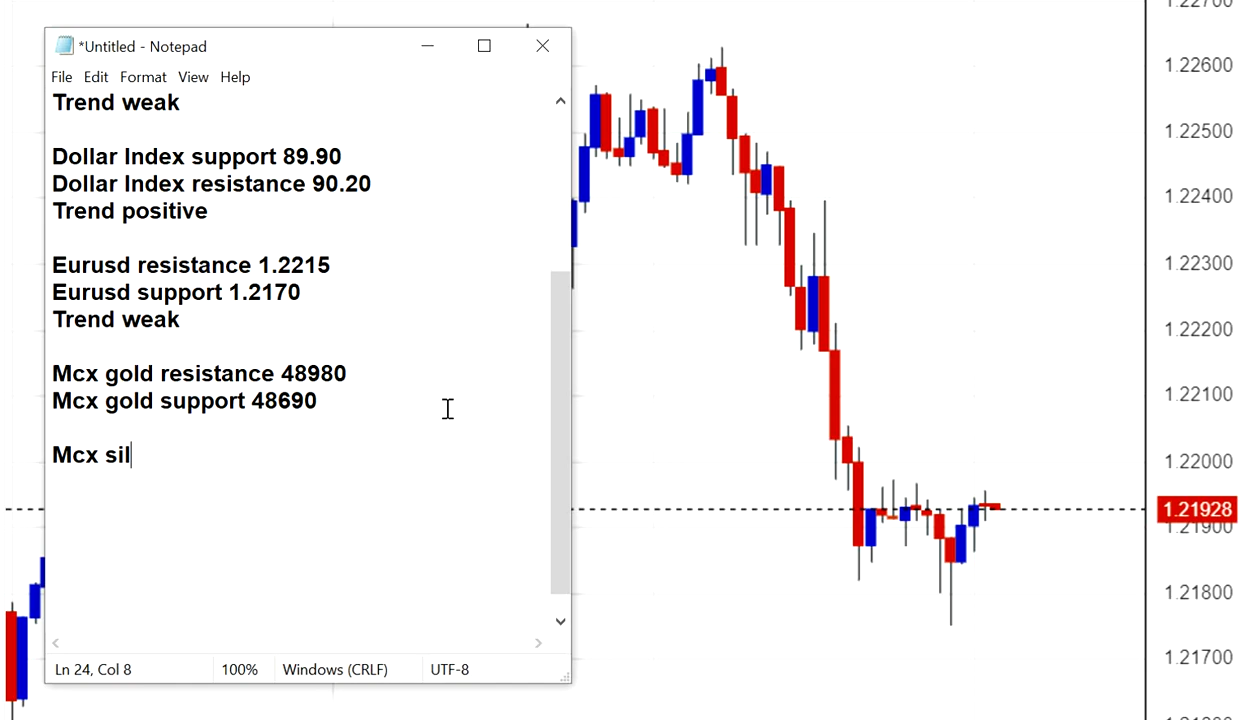 *Untitled - Notepad
File Edit Format View Help
Trend weak
Dollar Index support 89.90
Dollar Index resistance 90.20
Trend positive
Eurusd resistance 1.2215
Eurusd support 1.2170
Trend weak
Mcx gold resistance 48980
Mcx gold support 48690
Mcx sil
Ln 24, Col 8 100% Windows (CRLF) UTF-8
1.22600
1.22500
1.22400
1.22300
1.22200
1.22100
1.22000
1.21928
1.21900
1.21800
1.21700